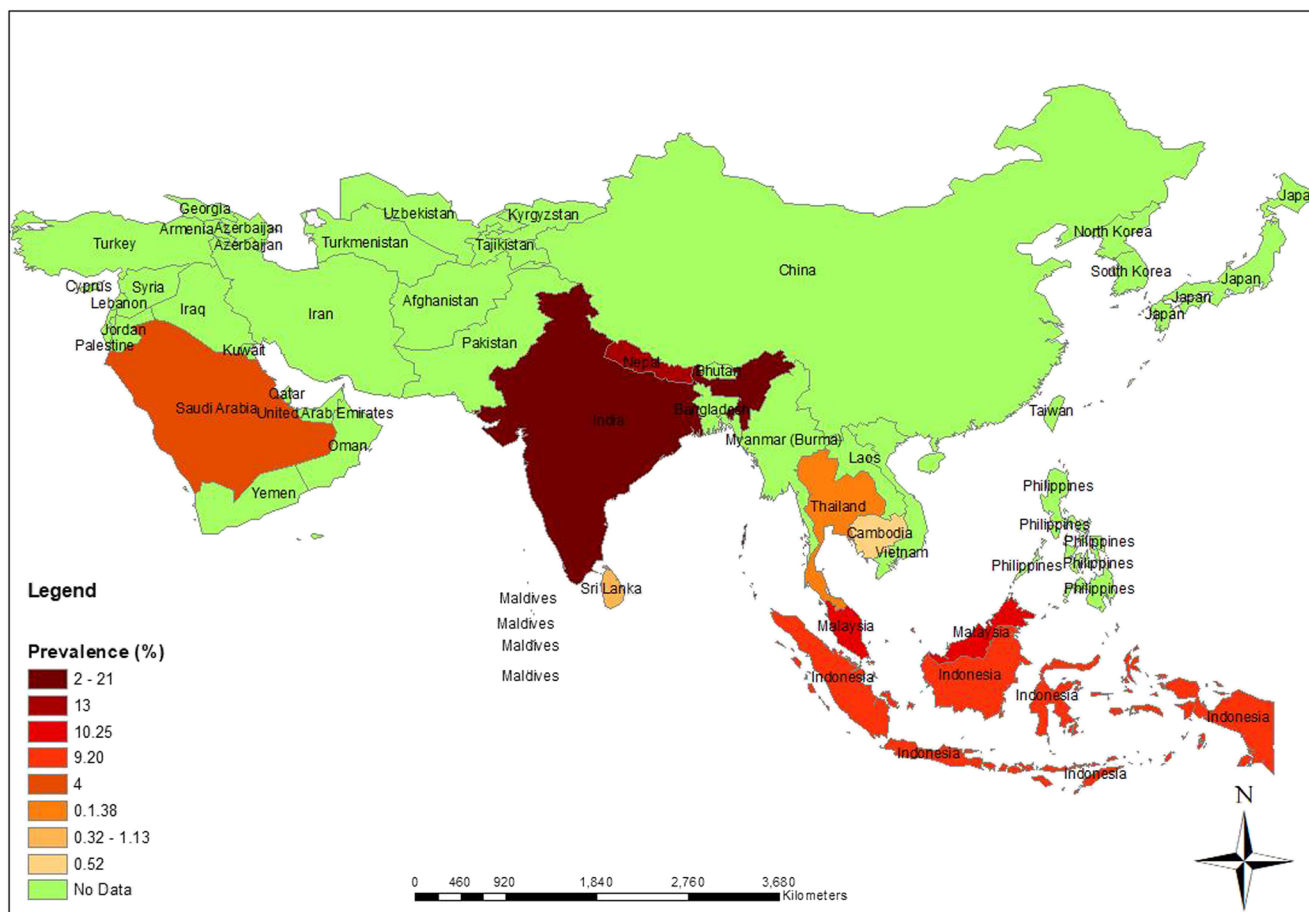 Georgia
Armenia
Azerbaijan
Azerbaijan
Turkey
Uzbekistan
Kyrgyzstan
Turkmenistan
Tajikistan
China
North Korea
South Korea
Japa
Japan
Japan
Japan
Cyprus
Syria
Lebanon
Iraq
Iran
Afghanistan
Jordan
Palestine
Kuwait
Pakistan
Nepal
Bhutan
Qatar
Saudi Arabia
United Arab Emirates
India
Bangladesh
Taiwan
Oman
Myanmar (Burma)
Laos
Yemen
Thailand
Philippines
Philippines
Philippines
Philippines
Philippines
Philippines
Cambodia
Vietnam
Sri Lanka
Maldives
Maldives
Maldives
Maldives
Malaysia
Malaysia
Indonesia
Indonesia
Indonesia
Indonesia
Indonesia
Indonesia
Legend
Prevalence (%)
2 - 21
13
10.25
9.20
4
0.1.38
0.32 - 1.13
0.52
No Data
0 460 920 1,840 2,760 3,680
Kilometers
N